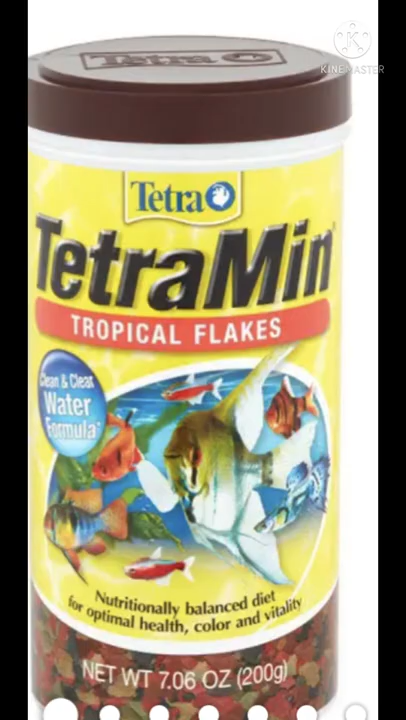 Tetra
KINEMASTER
Tetra
TetraMin
TROPICAL FLAKES
Clean & Clear
Water
Formula*
Nutritionally balanced diet
for optimal health, color and vitality
NET WT 7.06 OZ (200g)